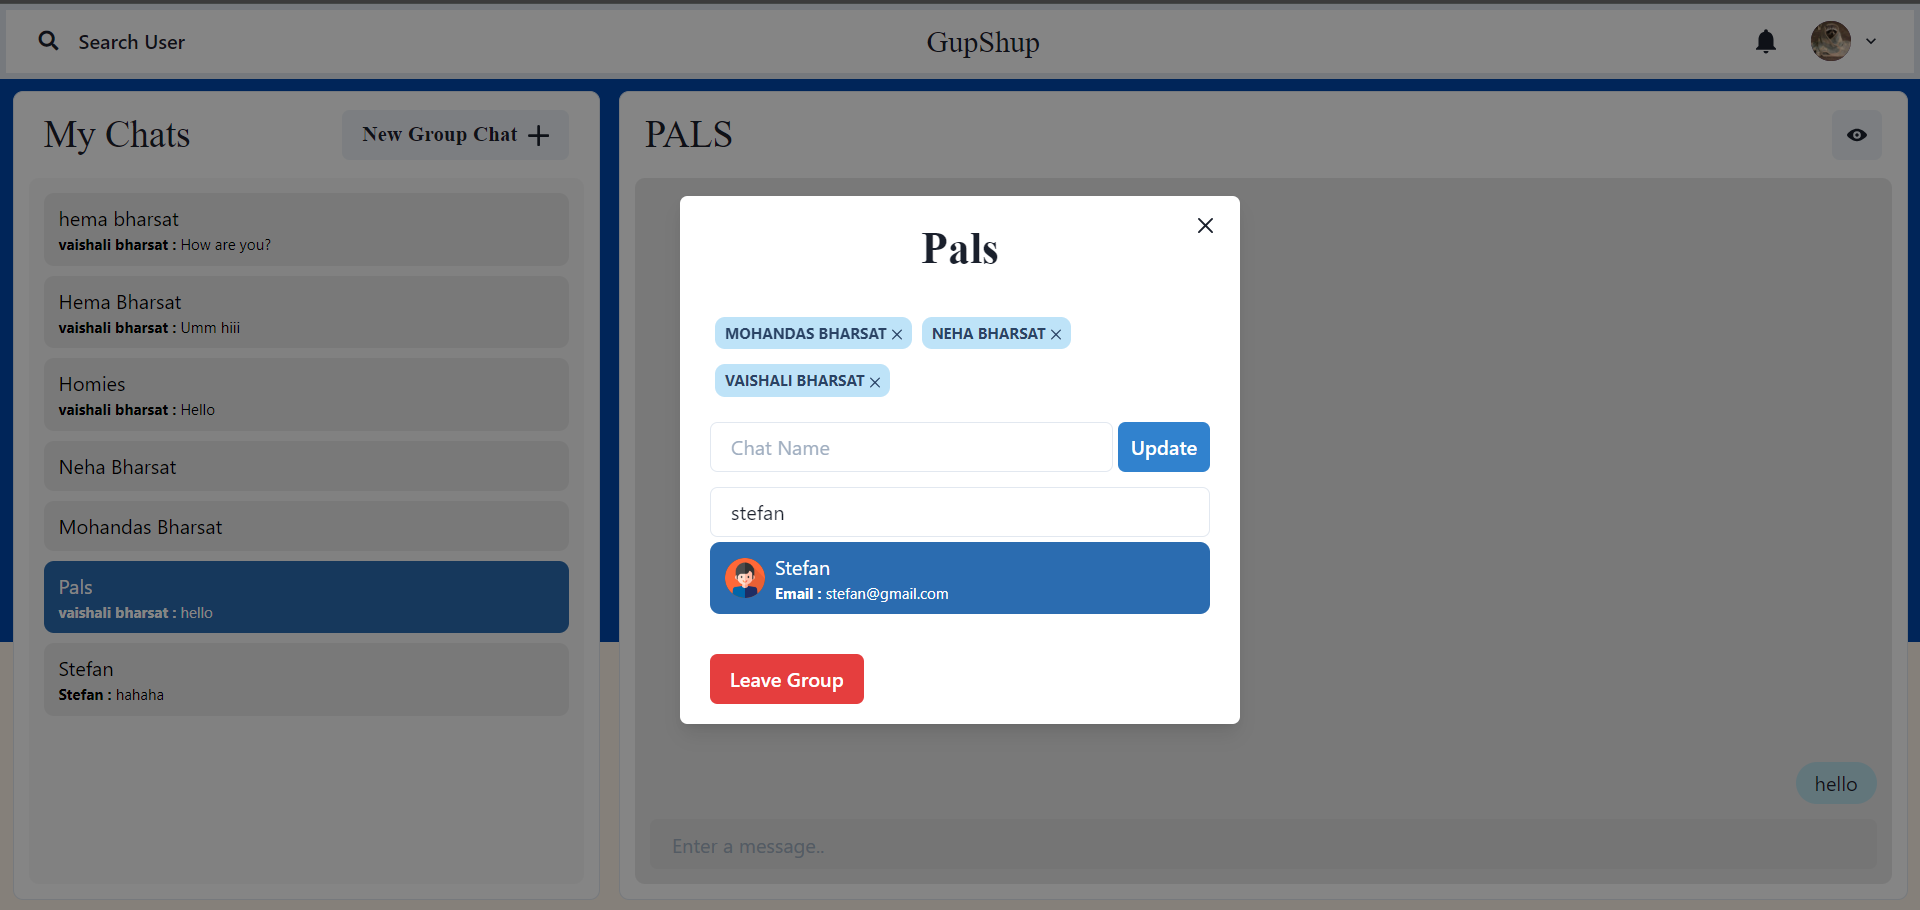 Search User
GupShup
My Chats
New Group Chat
hema bharsat
vaishali bharsat : How are you?
Hema Bharsat
vaishali bharsat : Umm hiii
Homies
vaishali bharsat : Hello
Neha Bharsat
Mohandas Bharsat
Pals
vaishali bharsat : hello
Stefan
Stefan : hahaha
PALS
Pals
MOHANDAS BHARSAT
NEHA BHARSAT
VAISHALI BHARSAT
Chat Name
Update
stefan
Stefan
Email : stefan@gmail.com
Leave Group
hello
Enter a message..